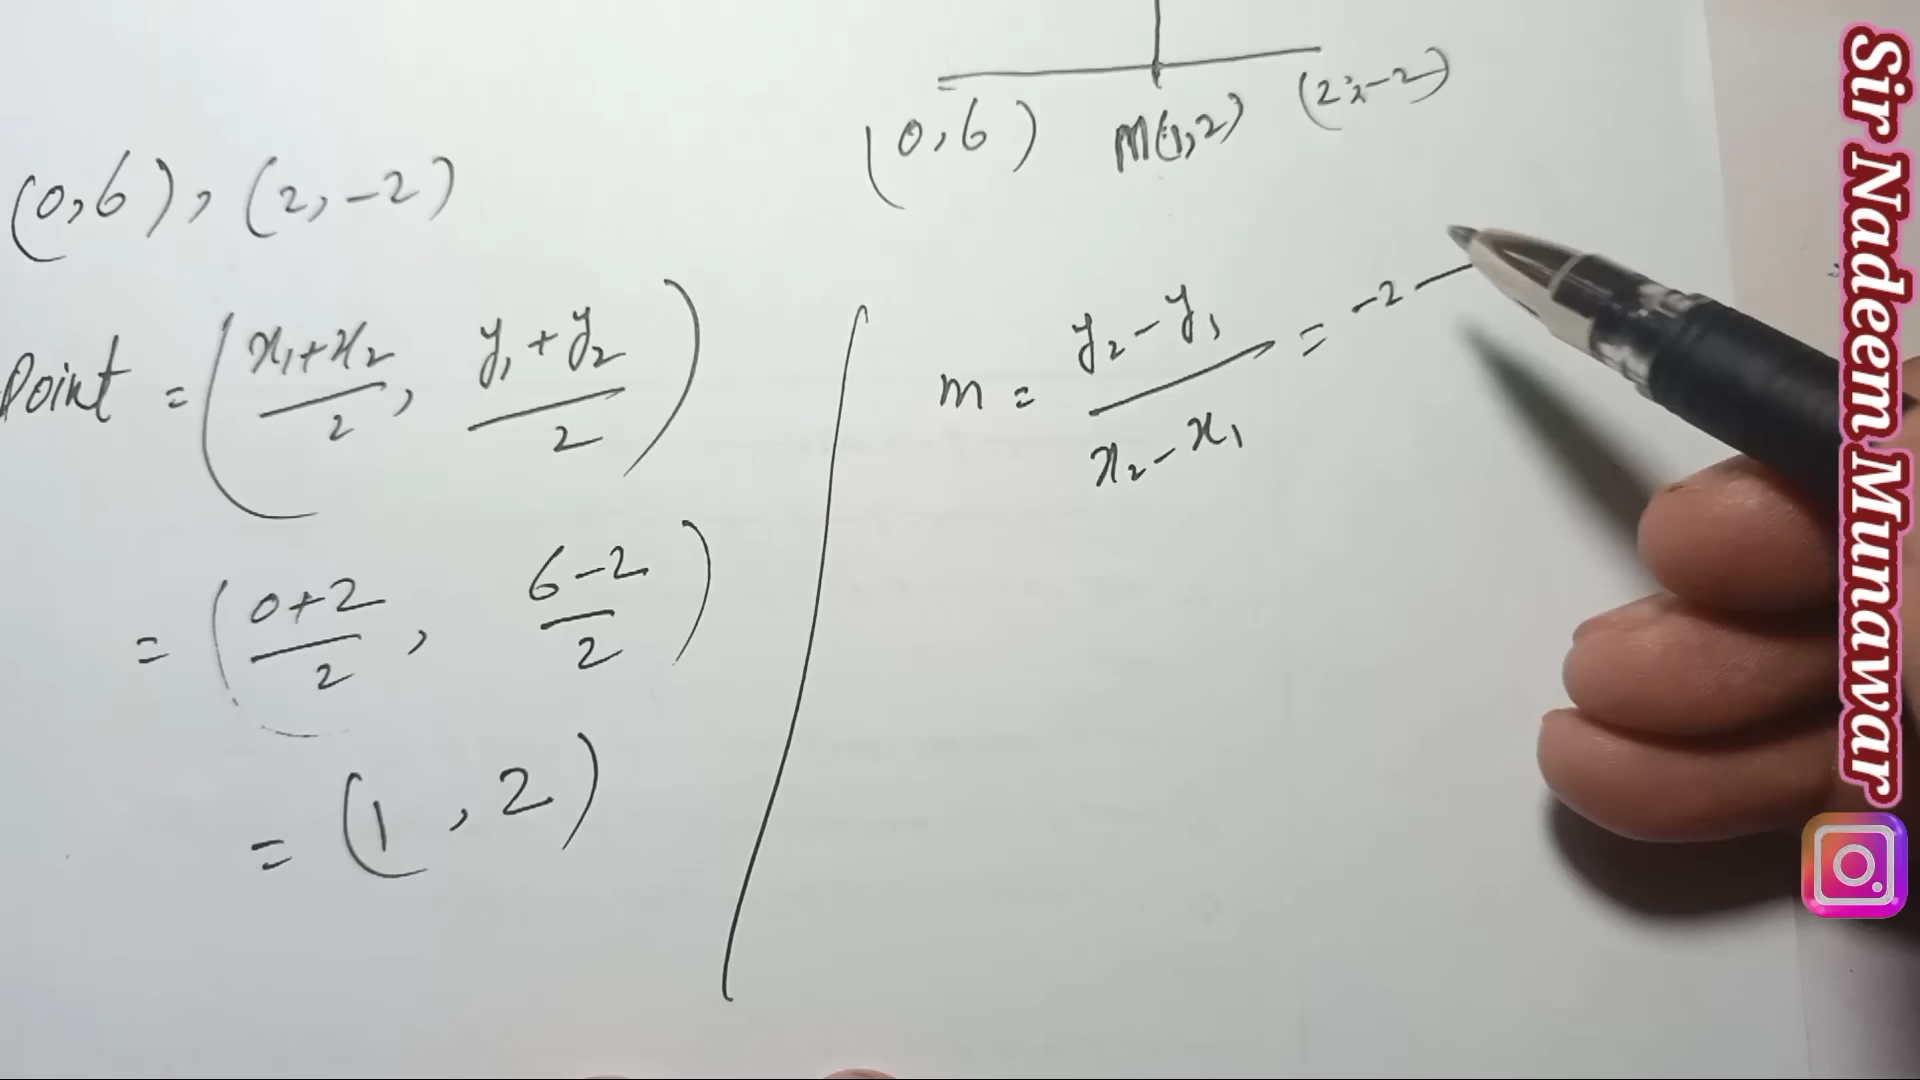 (0,6) M(1,2) (2,-2)
(0,6), (2,-2)
Point = (x₁+x₂/2, y₁+y₂/2)
= (0+2/2, 6-2/2)
= (1, 2)
m = y₂-y₁/x₂-x₁ = -2 -
Sir Nadeem Munawar